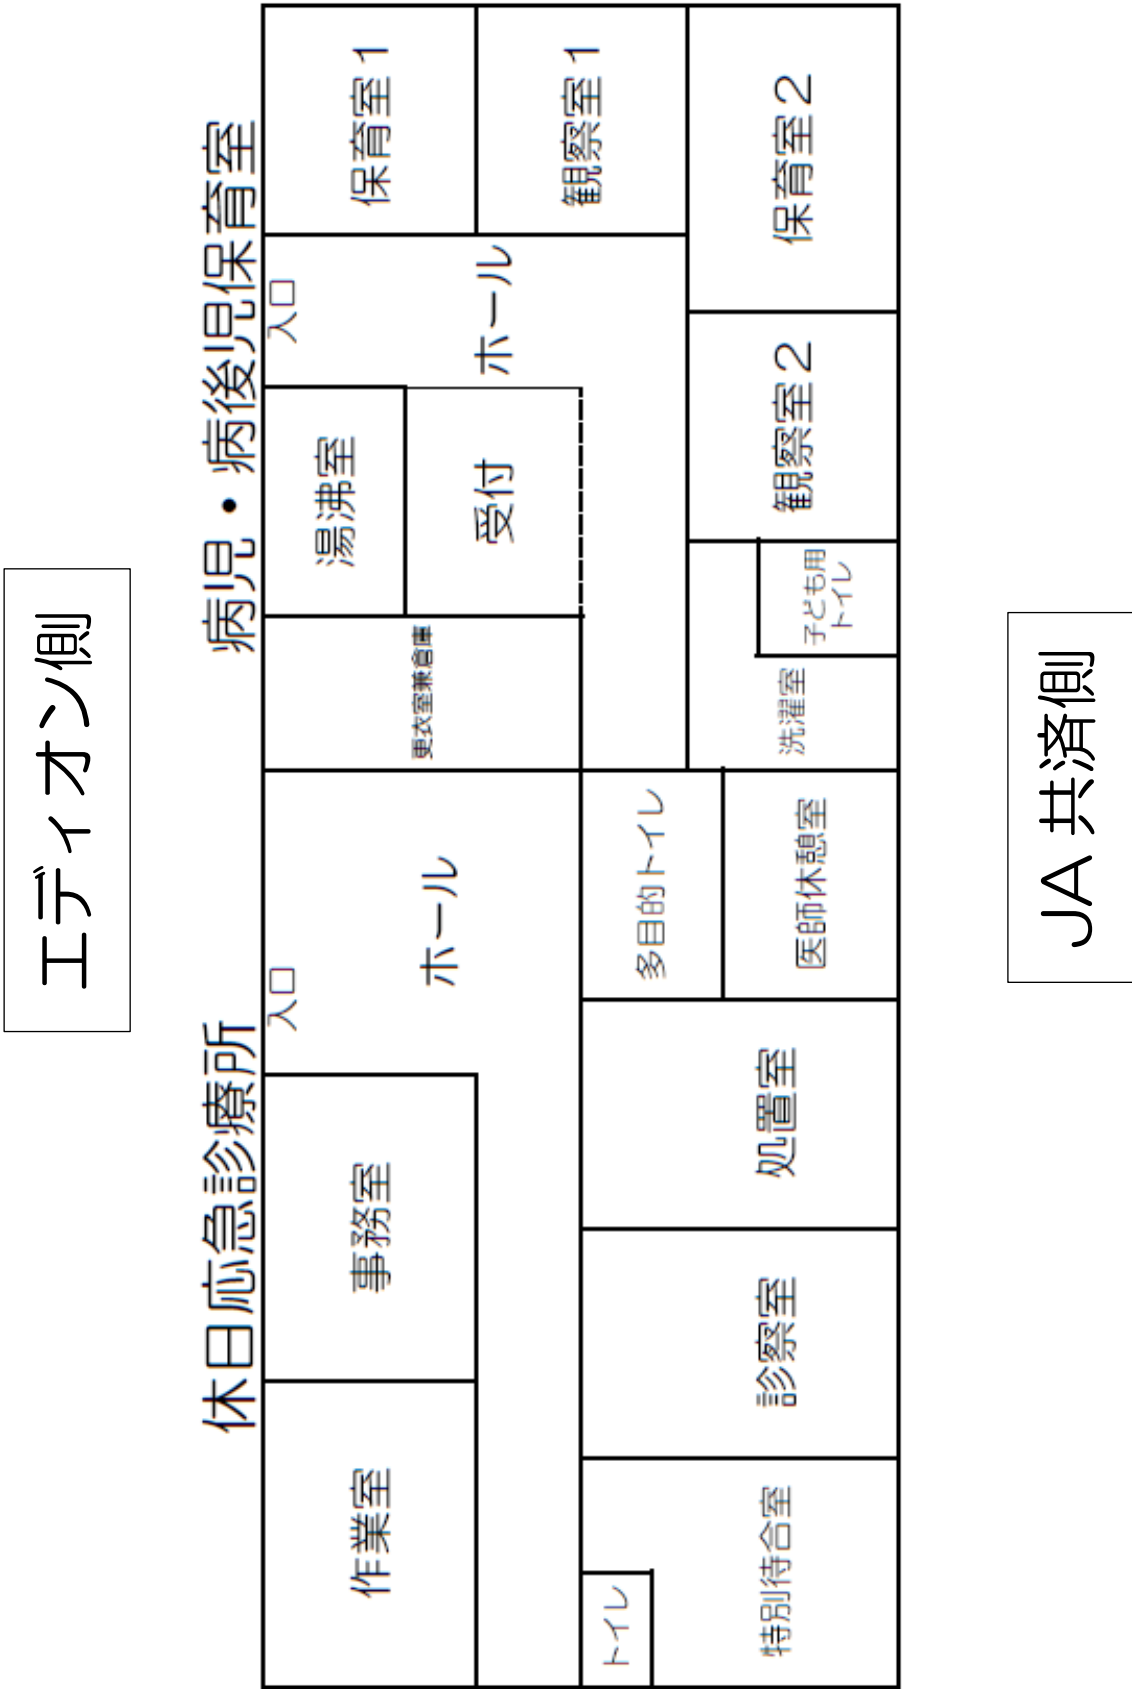 エディオン側
休日応急診療所
病児・病後児保育室
作業室
事務室
入口
ホール
更衣室兼倉庫
湯沸室
受付
入口
ホール
保育室1
観察室1
トイレ
特別待合室
診察室
処置室
多目的トイレ
医師休憩室
洗濯室
子ども用
トイレ
観察室2
保育室2
JA 共済側